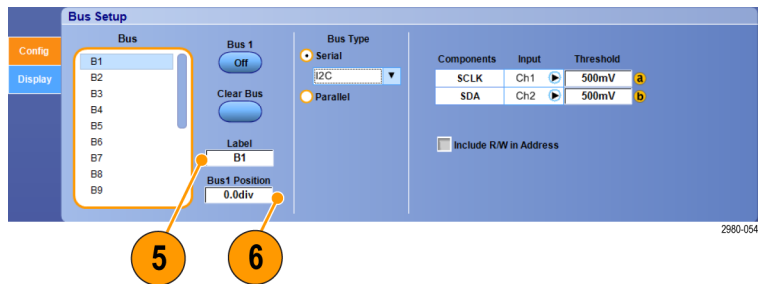 Bus Setup
Config
Display
Bus
B1
B2
B3
B4
B5
B6
B7
B8
B9
Bus 1
Off
Clear Bus
Label
B1
Bus1 Position
0.0div
Bus Type
Serial
I2C
Parallel
Components Input Threshold
SCLK Ch1 500mV a
SDA Ch2 500mV b
Include R/W in Address
5
6
2980-054